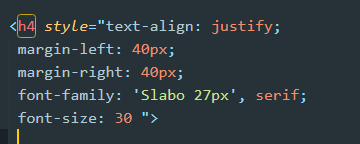 <h4 style="text-align: justify;
margin-left: 40px;
margin-right: 40px;
font-family: 'Slabo 27px', serif;
font-size: 30 ">